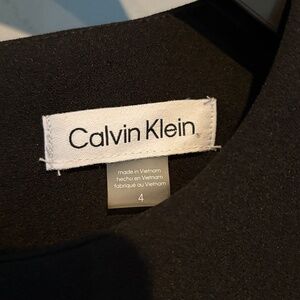 Calvin Klein
made in Vietnam
hecho en Vietnam
fabriqué au Vietnam
4